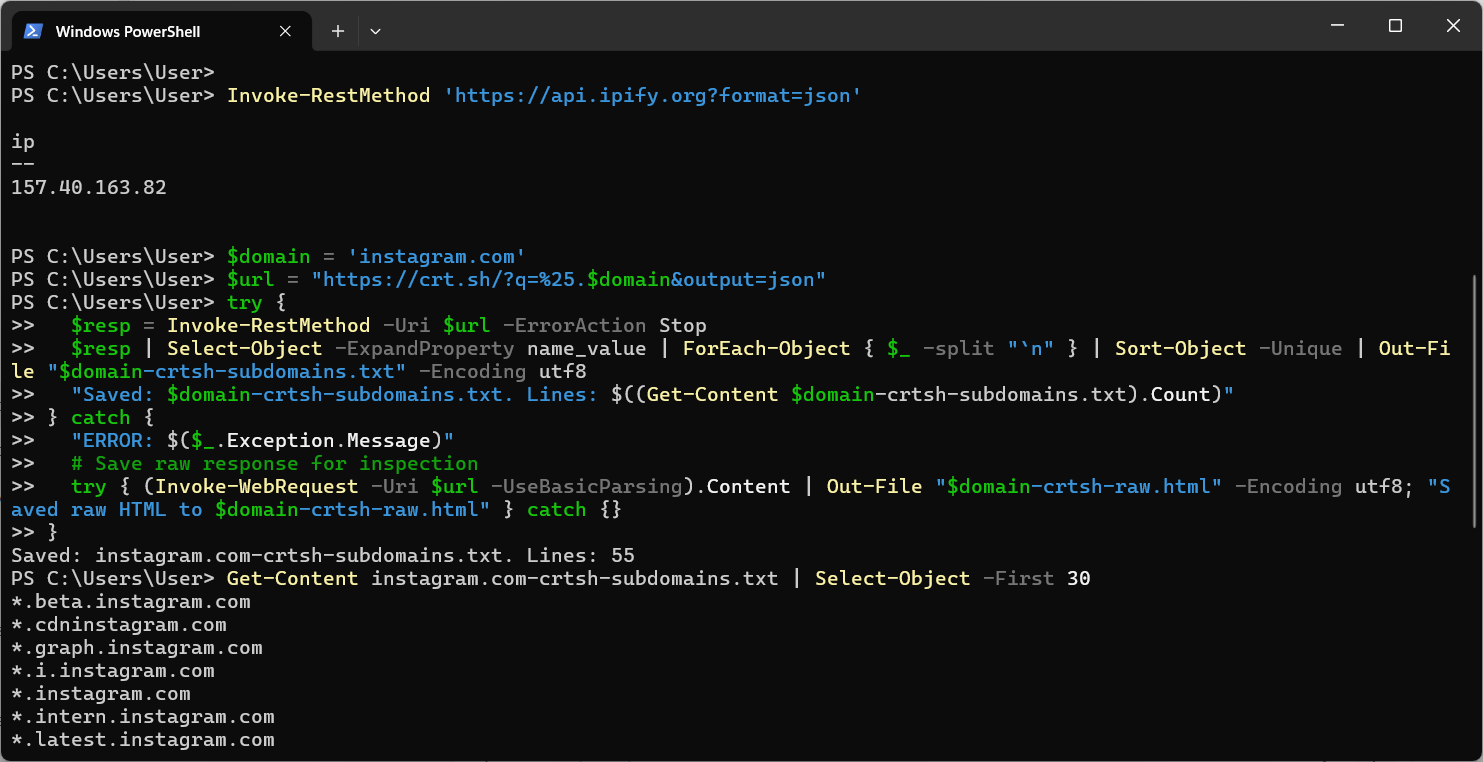 Windows PowerShell
PS C:\Users\User>
PS C:\Users\User> Invoke-RestMethod 'https://api.ipify.org?format=json'
ip
--
157.40.163.82
PS C:\Users\User> $domain = 'instagram.com'
PS C:\Users\User> $url = "https://crt.sh/?q=%25.$domain&output=json"
PS C:\Users\User> try {
>>   $resp = Invoke-RestMethod -Uri $url -ErrorAction Stop
>>   $resp | Select-Object -ExpandProperty name_value | ForEach-Object { $_ -split "`n" } | Sort-Object -Unique | Out-Fi
le "$domain-crtsh-subdomains.txt" -Encoding utf8
>>   "Saved: $domain-crtsh-subdomains.txt. Lines: $((Get-Content $domain-crtsh-subdomains.txt).Count)"
>> } catch {
>>   "ERROR: $($_.Exception.Message)"
>>   # Save raw response for inspection
>>   try { (Invoke-WebRequest -Uri $url -UseBasicParsing).Content | Out-File "$domain-crtsh-raw.html" -Encoding utf8; "S
aved raw HTML to $domain-crtsh-raw.html" } catch {}
>> }
Saved: instagram.com-crtsh-subdomains.txt. Lines: 55
PS C:\Users\User> Get-Content instagram.com-crtsh-subdomains.txt | Select-Object -First 30
*.beta.instagram.com
*.cdninstagram.com
*.graph.instagram.com
*.i.instagram.com
*.instagram.com
*.intern.instagram.com
*.latest.instagram.com